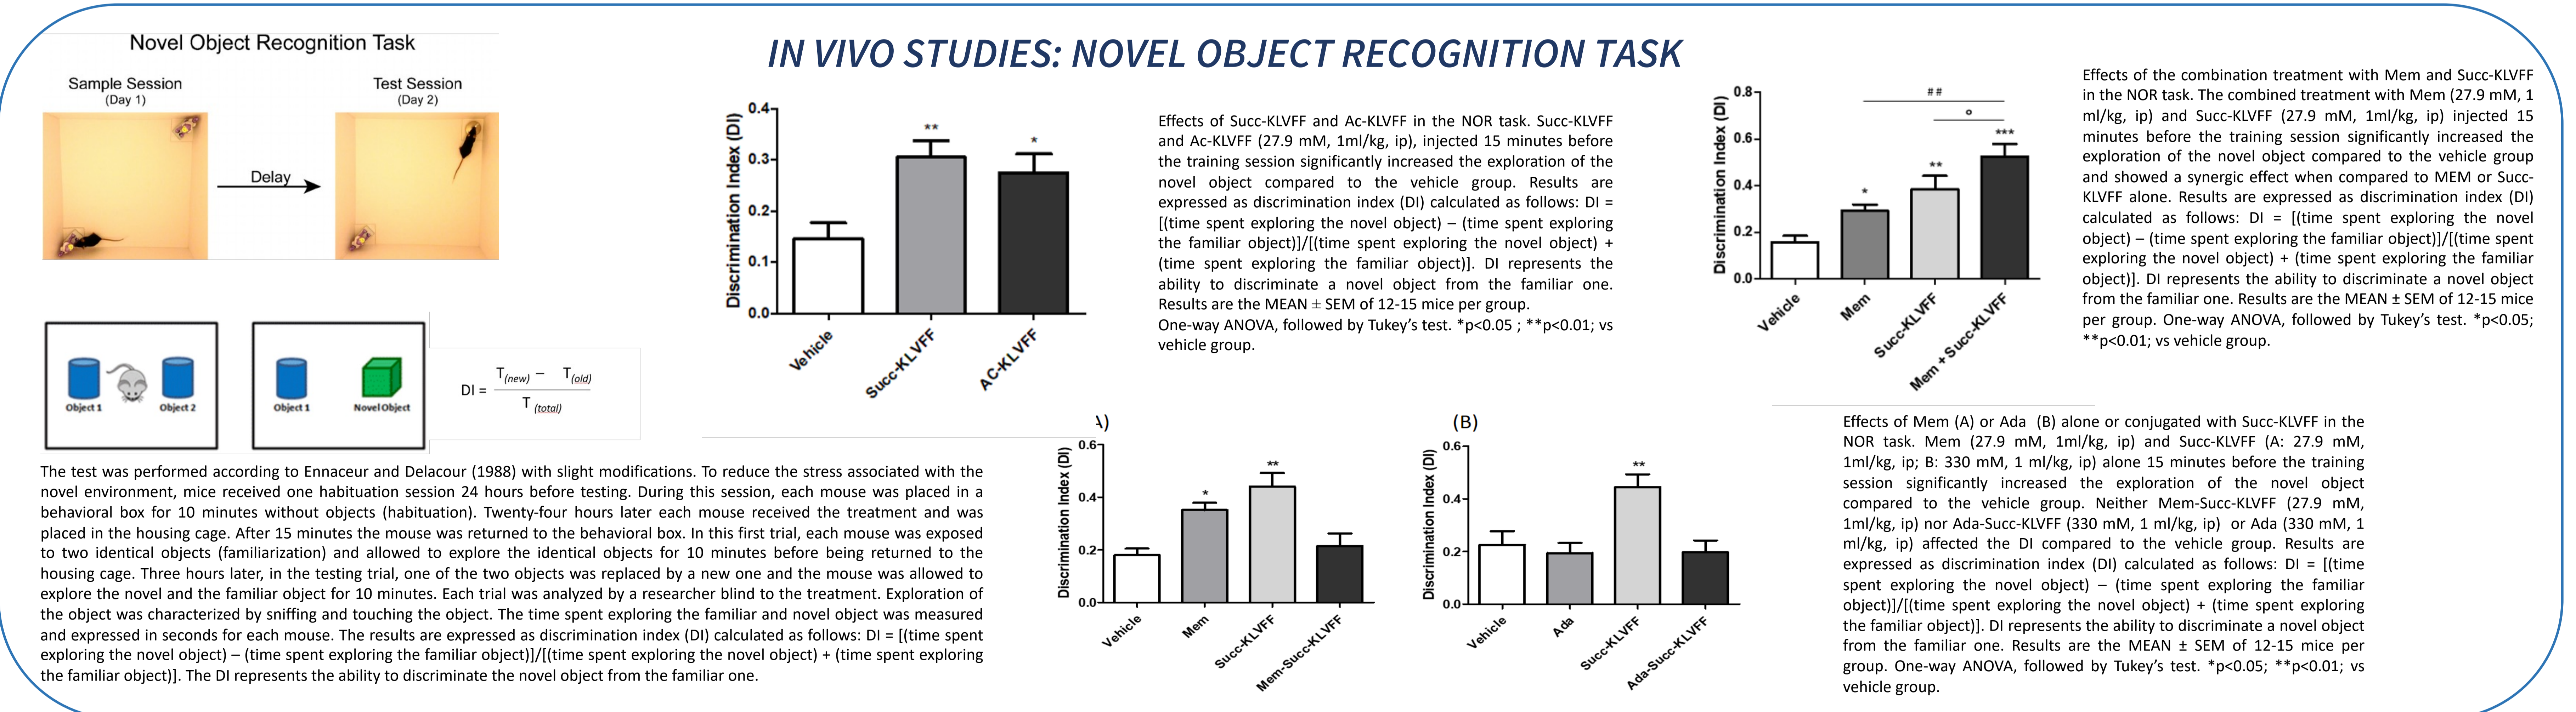 IN VIVO STUDIES: NOVEL OBJECT RECOGNITION TASK
Novel Object Recognition Task
Sample Session
(Day 1)
Test Session
(Day 2)
Delay
Object 1
Object 2
Object 1
Novel Object
DI =
T(new) – T(old)
T (total)
The test was performed according to Ennaceur and Delacour (1988) with slight modifications. To reduce the stress associated with the
novel environment, mice received one habituation session 24 hours before testing. During this session, each mouse was placed in a
behavioral box for 10 minutes without objects (habituation). Twenty-four hours later each mouse received the treatment and was
placed in the housing cage. After 15 minutes the mouse was returned to the behavioral box. In this first trial, each mouse was exposed
to two identical objects (familiarization) and allowed to explore the identical objects for 10 minutes before being returned to the
housing cage. Three hours later, in the testing trial, one of the two objects was replaced by a new one and the mouse was allowed to
explore the novel and the familiar object for 10 minutes. Each trial was analyzed by a researcher blind to the treatment. Exploration of
the object was characterized by sniffing and touching the object. The time spent exploring the familiar and novel object was measured
and expressed in seconds for each mouse. The results are expressed as discrimination index (DI) calculated as follows: DI = [(time spent
exploring the novel object) – (time spent exploring the familiar object)]/[(time spent exploring the novel object) + (time spent exploring
the familiar object)]. The DI represents the ability to discriminate the novel object from the familiar one.
Discrimination Index (DI)
0.4
0.3
0.2
0.1
0.0
**
*
Vehicle
Succ-KLVFF
AC-KLVFF
Effects of Succ-KLVFF and Ac-KLVFF in the NOR task. Succ-KLVFF
and Ac-KLVFF (27.9 mM, 1ml/kg, ip), injected 15 minutes before
the training session significantly increased the exploration of the
novel object compared to the vehicle group. Results are
expressed as discrimination index (DI) calculated as follows: DI =
[(time spent exploring the novel object) – (time spent exploring
the familiar object)]/[(time spent exploring the novel object) +
(time spent exploring the familiar object)]. DI represents the
ability to discriminate a novel object from the familiar one.
Results are the MEAN ± SEM of 12-15 mice per group.
One-way ANOVA, followed by Tukey's test. *p<0.05 ; **p<0.01; vs
vehicle group.
Discrimination Index (DI)
0.8
0.6
0.4
0.2
0.0
##
°
*
**
***
Vehicle
Mem
Succ-KLVFF
Mem + Succ-KLVFF
Effects of the combination treatment with Mem and Succ-KLVFF
in the NOR task. The combined treatment with Mem (27.9 mM, 1
ml/kg, ip) and Succ-KLVFF (27.9 mM, 1ml/kg, ip) injected 15
minutes before the training session significantly increased the
exploration of the novel object compared to the vehicle group
and showed a synergic effect when compared to MEM or Succ-
KLVFF alone. Results are expressed as discrimination index (DI)
calculated as follows: DI = [(time spent exploring the novel
object) – (time spent exploring the familiar object)]/[(time spent
exploring the novel object) + (time spent exploring the familiar
object)]. DI represents the ability to discriminate a novel object
from the familiar one. Results are the MEAN ± SEM of 12-15 mice
per group. One-way ANOVA, followed by Tukey's test. *p<0.05;
**p<0.01; vs vehicle group.
A)
Discrimination Index (DI)
0.6
0.4
0.2
0.0
*
**
Vehicle
Mem
Succ-KLVFF
Mem-Succ-KLVFF
(B)
Discrimination Index (DI)
0.6
0.4
0.2
0.0
**
Vehicle
Ada
Succ-KLVFF
Ada-Succ-KLVFF
Effects of Mem (A) or Ada (B) alone or conjugated with Succ-KLVFF in the
NOR task. Mem (27.9 mM, 1ml/kg, ip) and Succ-KLVFF (A: 27.9 mM,
1ml/kg, ip; B: 330 mM, 1 ml/kg, ip) alone 15 minutes before the training
session significantly increased the exploration of the novel object
compared to the vehicle group. Neither Mem-Succ-KLVFF (27.9 mM,
1ml/kg, ip) nor Ada-Succ-KLVFF (330 mM, 1 ml/kg, ip) or Ada (330 mM, 1
ml/kg, ip) affected the DI compared to the vehicle group. Results are
expressed as discrimination index (DI) calculated as follows: DI = [(time
spent exploring the novel object) – (time spent exploring the familiar
object)]/[(time spent exploring the novel object) + (time spent exploring
the familiar object)]. DI represents the ability to discriminate a novel object
from the familiar one. Results are the MEAN ± SEM of 12-15 mice per
group. One-way ANOVA, followed by Tukey's test. *p<0.05; **p<0.01; vs
vehicle group.